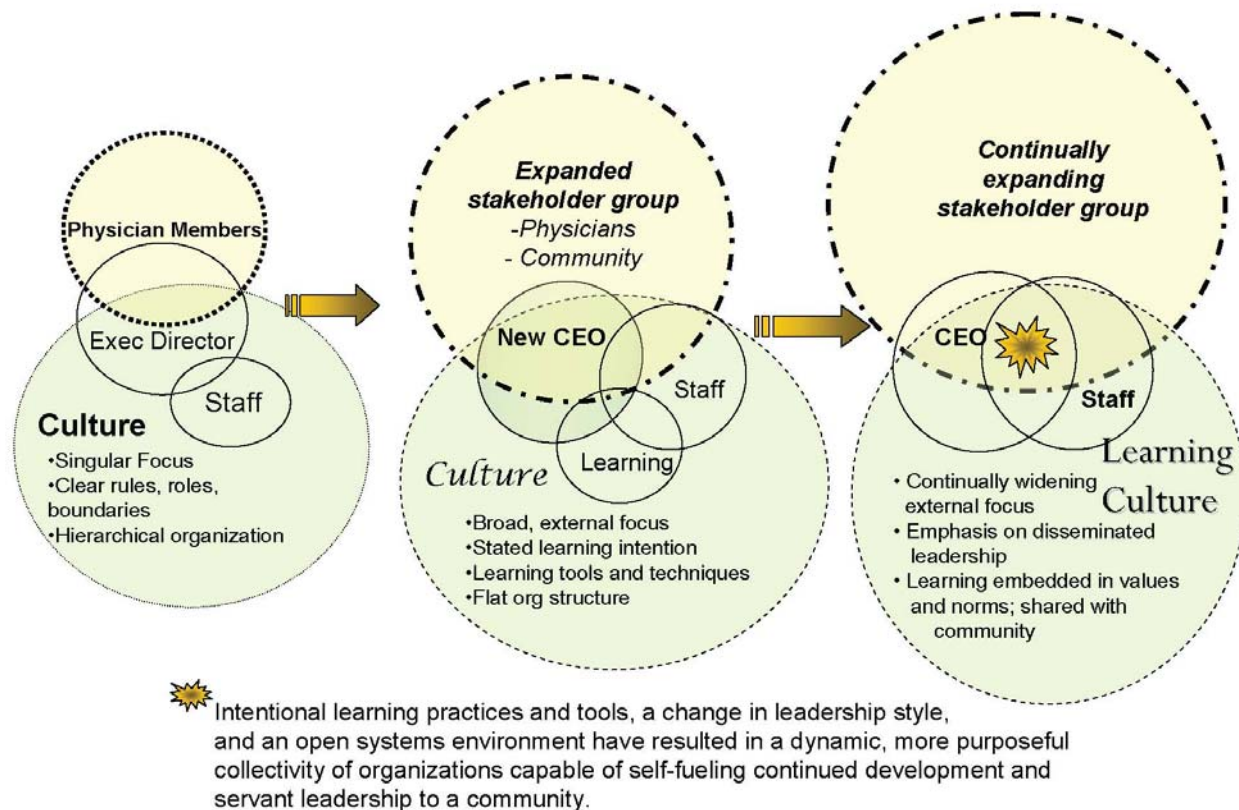 Physician Members
Exec Director
Staff
Culture
•Singular Focus
•Clear rules, roles,
boundaries
•Hierarchical organization
Expanded
stakeholder group
-Physicians
- Community
New CEO
Staff
Learning
Culture
•Broad, external focus
•Stated learning intention
•Learning tools and techniques
•Flat org structure
Continually
expanding
stakeholder group
CEO
Staff
Learning
Culture
• Continually widening
external focus
• Emphasis on disseminated
leadership
• Learning embedded in values
and norms; shared with
community
Intentional learning practices and tools, a change in leadership style,
and an open systems environment have resulted in a dynamic, more purposeful
collectivity of organizations capable of self-fueling continued development and
servant leadership to a community.